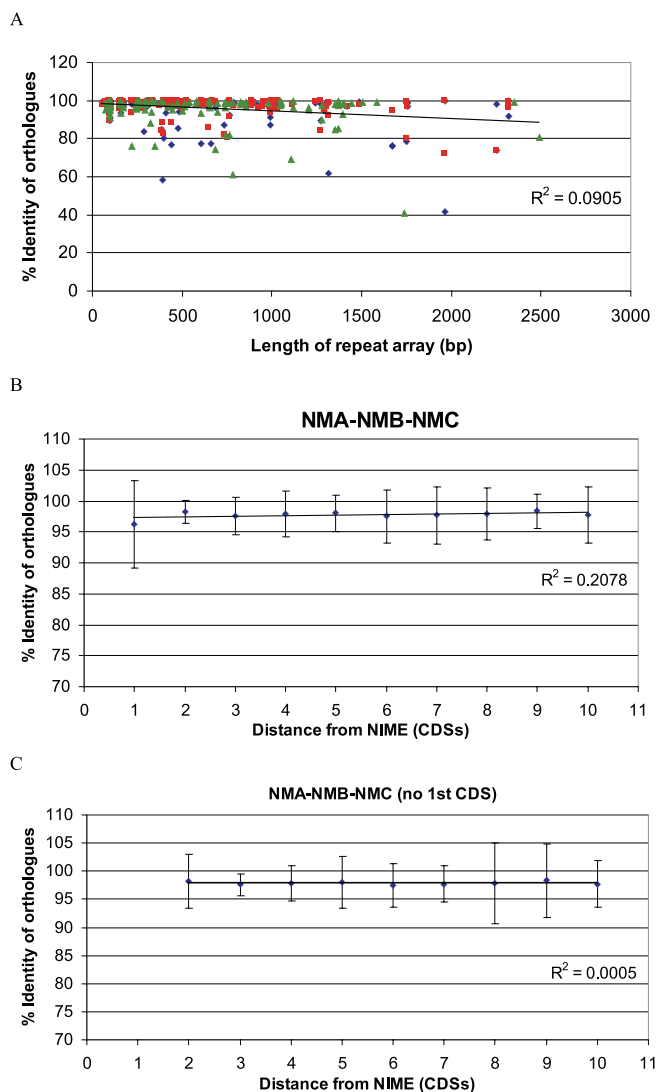 A
120
100
80
60
40
20
0
% Identity of orthologues
R² = 0.0905
0 500 1000 1500 2000 2500 3000
Length of repeat array (bp)
B
NMA-NMB-NMC
110
105
100
95
90
85
80
75
70
% Identity of orthologues
R² = 0.2078
0 1 2 3 4 5 6 7 8 9 10 11
Distance from NIME (CDSs)
C
NMA-NMB-NMC (no 1st CDS)
110
105
100
95
90
85
80
75
70
% Identity of orthologues
R² = 0.0005
0 1 2 3 4 5 6 7 8 9 10 11
Distance from NIME (CDSs)